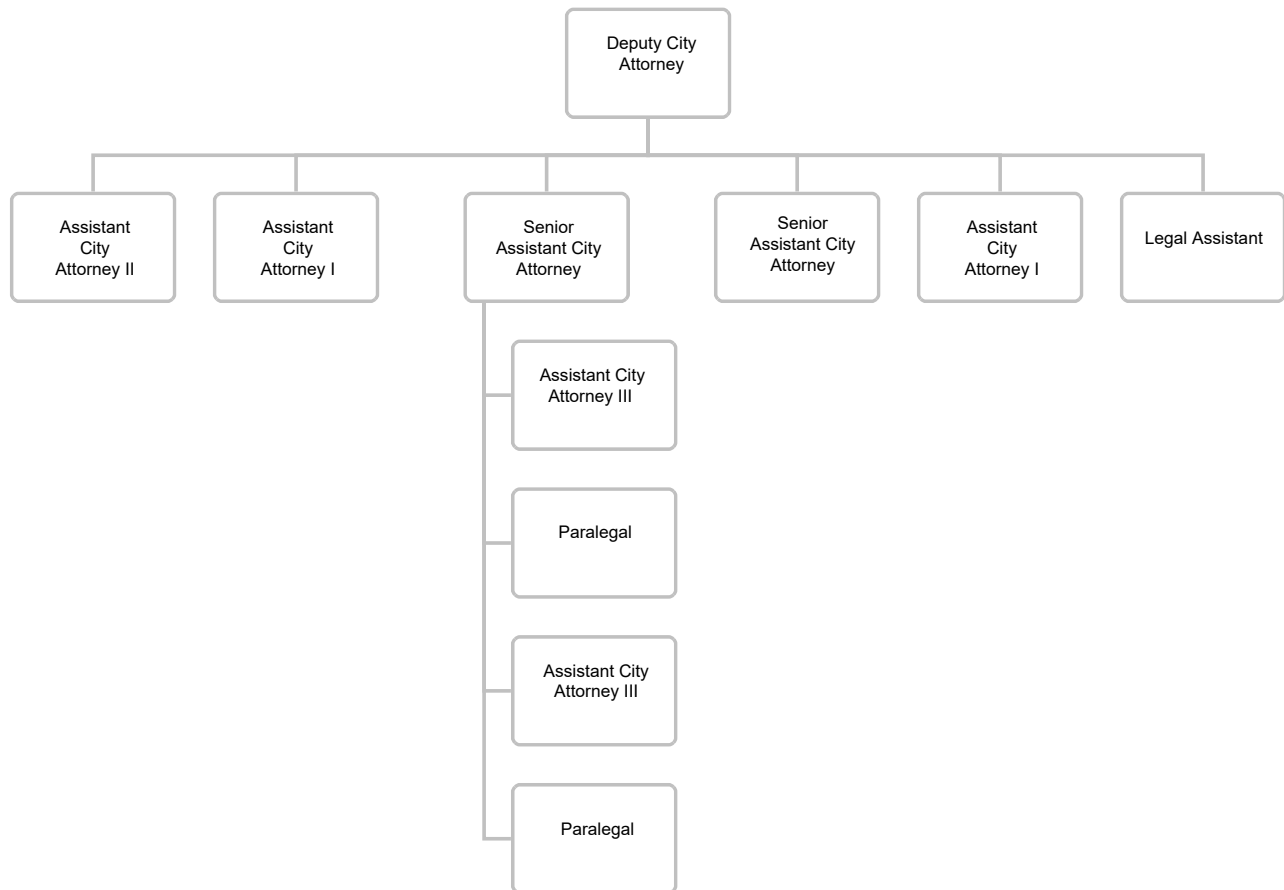 Deputy City
Attorney
Assistant
City
Attorney II
Assistant
City
Attorney I
Senior
Assistant City
Attorney
Senior
Assistant City
Attorney
Assistant
City
Attorney I
Legal Assistant
Assistant City
Attorney III
Paralegal
Assistant City
Attorney III
Paralegal